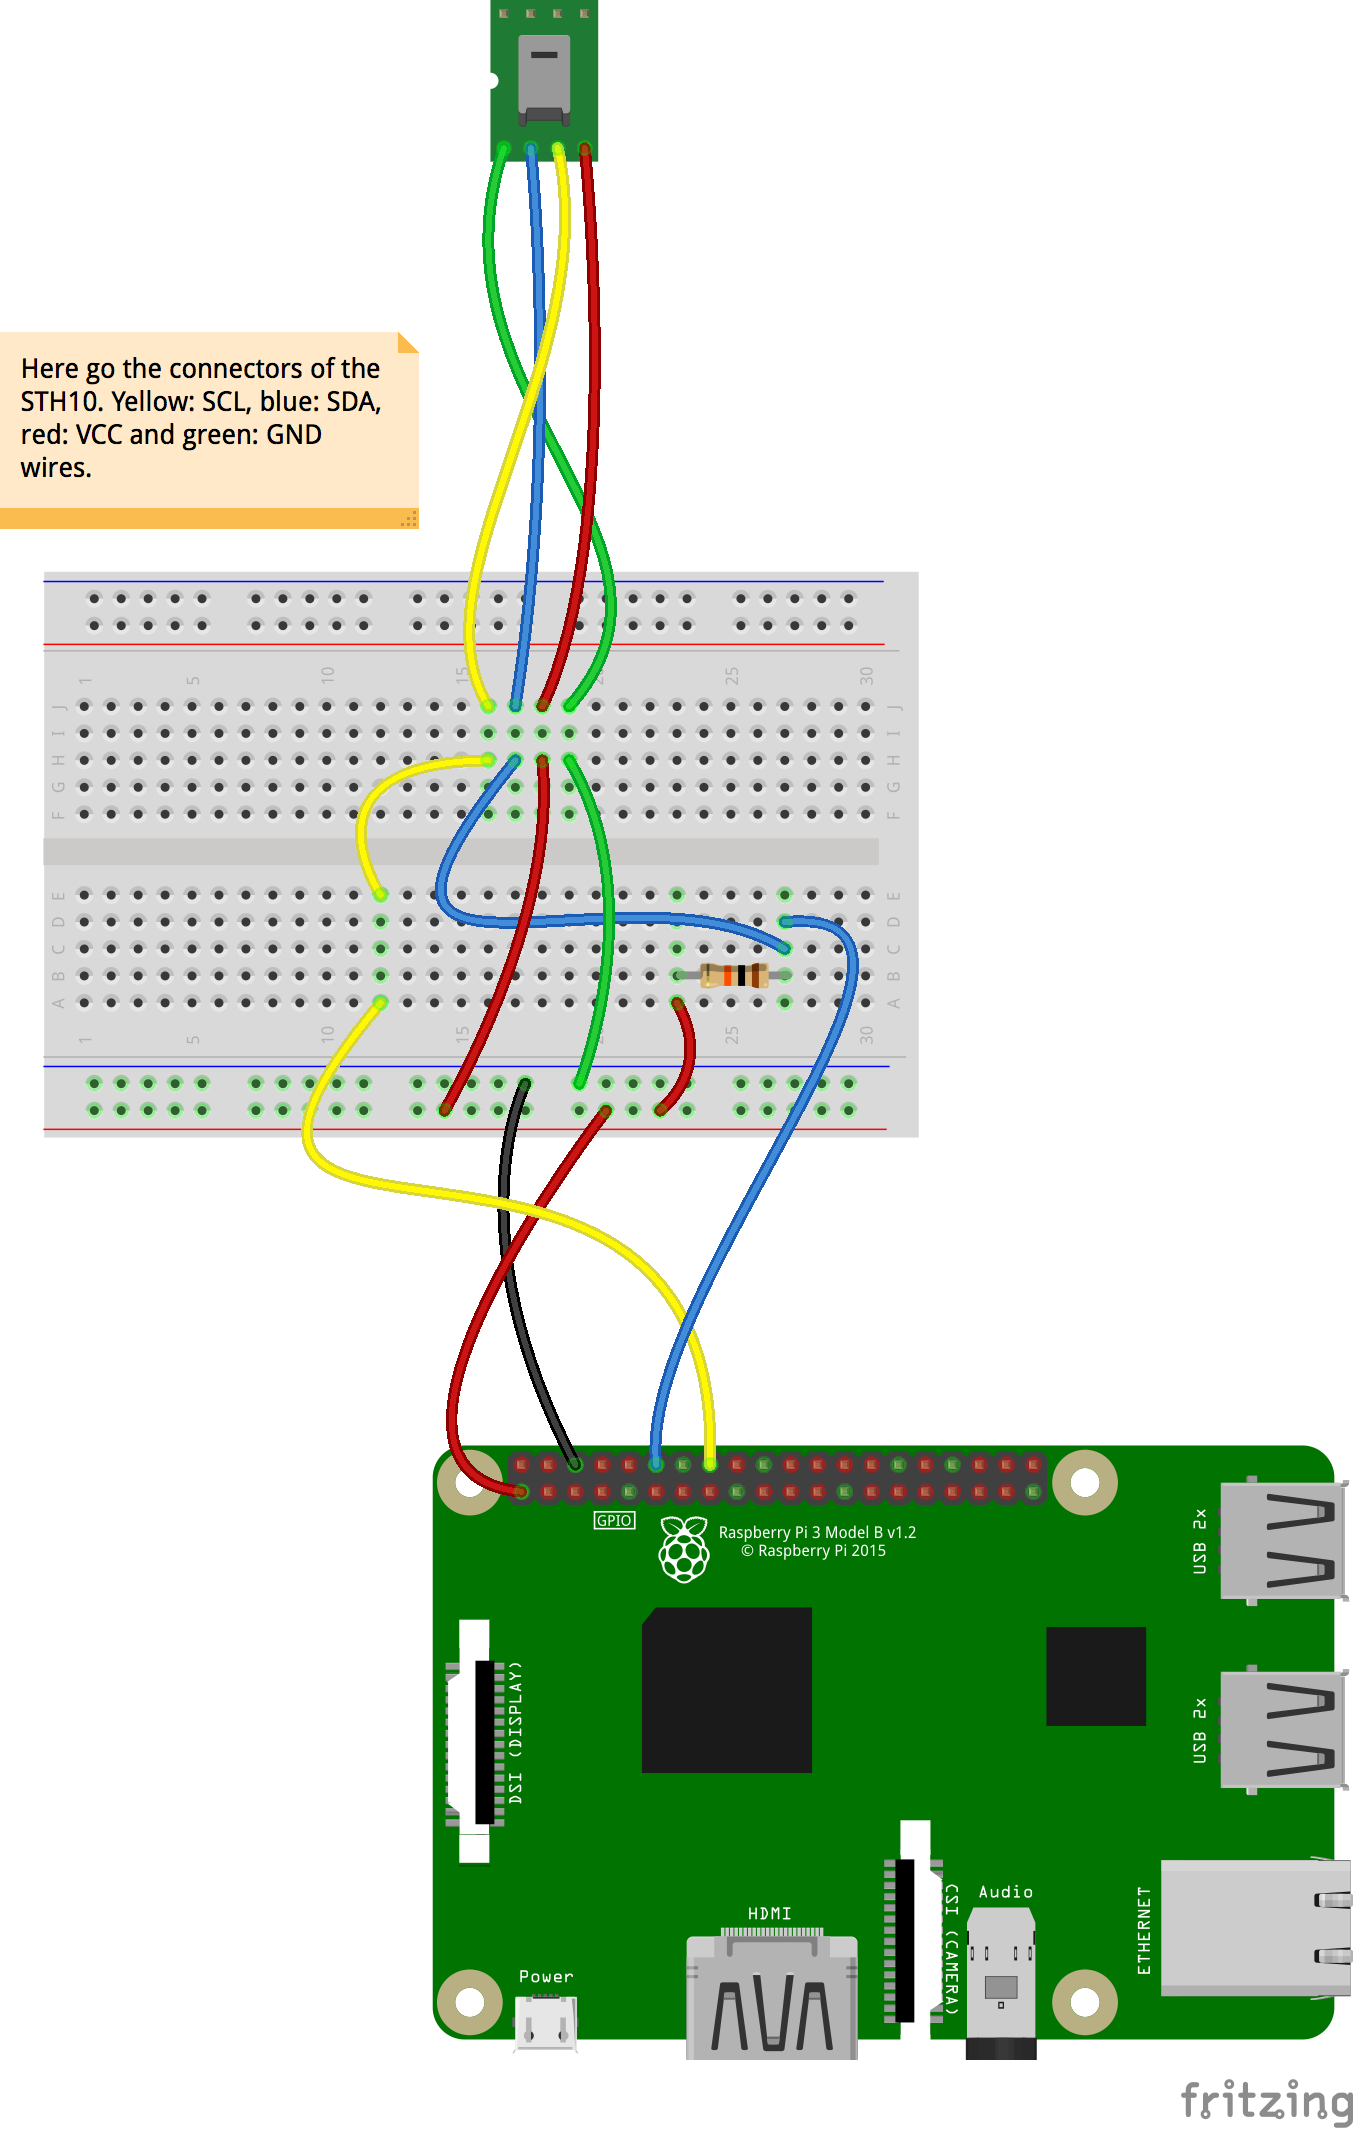 Here go the connectors of the
STH10. Yellow: SCL, blue: SDA,
red: VCC and green: GND
wires.
1 5 10 15 25 30
J J
I I
H H
G G
F F
E E
D D
C C
B B
A A
1 5 10 15 25 30
GPIO
Raspberry Pi 3 Model B v1.2
© Raspberry Pi 2015
USB 2x
USB 2x
DSI (DISPLAY)
CSI (CAMERA)
Audio
ETHERNET
HDMI
Power
fritzing